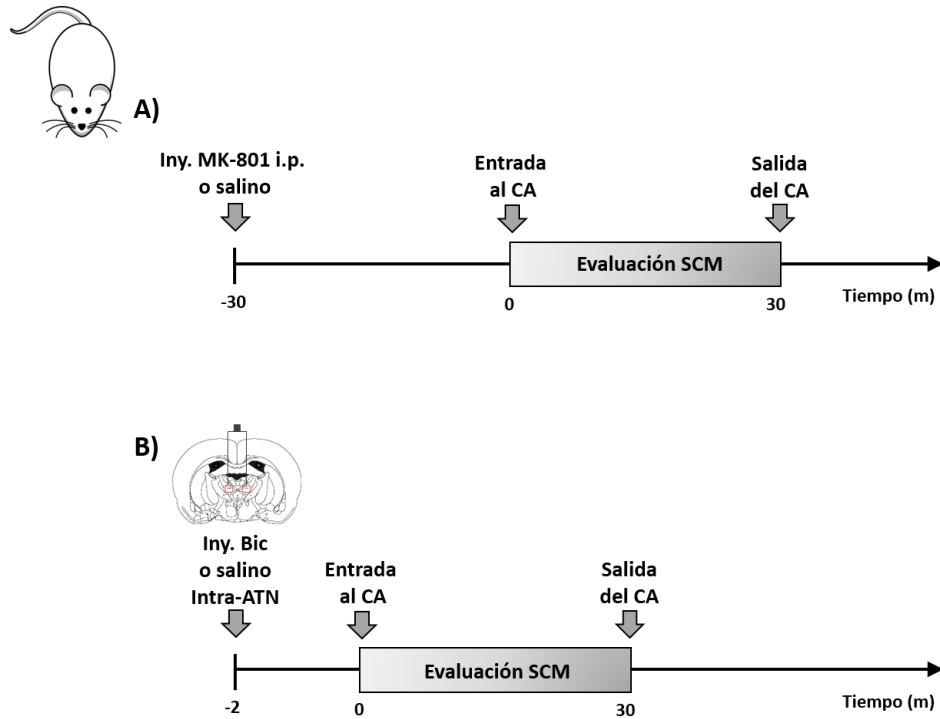 A)
Iny. MK-801 i.p.
o salino
Entrada
al CA
Salida
del CA
Evaluación SCM
-30
0
30
Tiempo (m)
B)
Iny. Bic
o salino
Intra-ATN
Entrada
al CA
Salida
del CA
Evaluación SCM
-2
0
30
Tiempo (m)